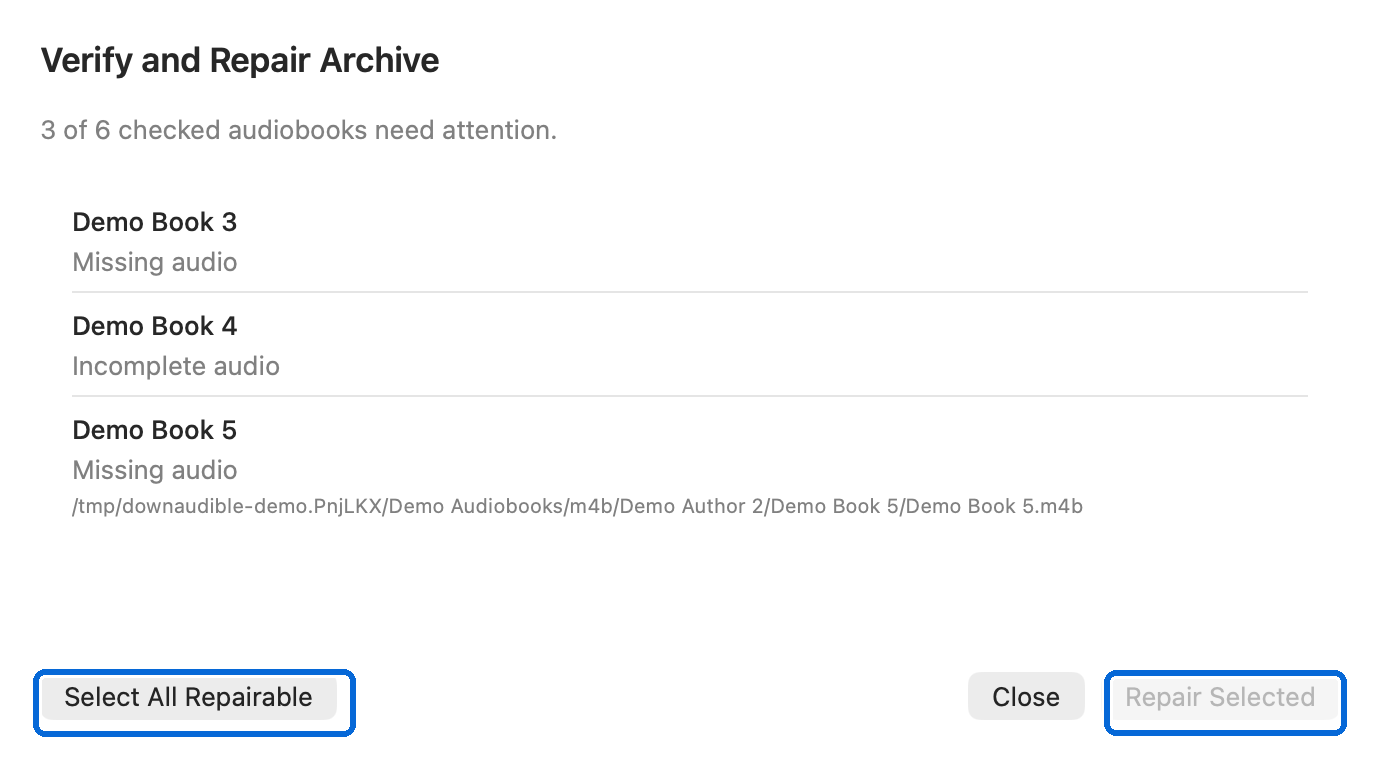 Verify and Repair Archive
3 of 6 checked audiobooks need attention.
Demo Book 3
Missing audio
Demo Book 4
Incomplete audio
Demo Book 5
Missing audio
/tmp/downaudible-demo.PnjLKX/Demo Audiobooks/m4b/Demo Author 2/Demo Book 5/Demo Book 5.m4b
Select All Repairable
Close
Repair Selected